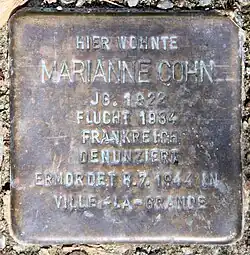 HIER WOHNTE
MARIANNE COHN
JG. 1922
FLUCHT 1934
FRANKREICH
DENUNZIERT
ERMORDET 8.7.1944 IN
VILLE-LA-GRANDE